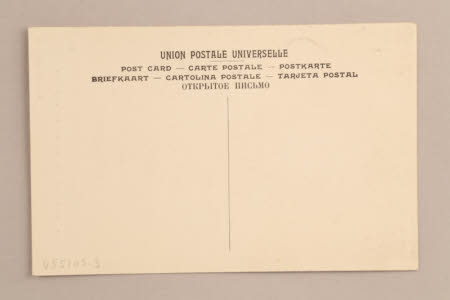 UNION POSTALE UNIVERSELLE
POST CARD — CARTE POSTALE — POSTKARTE
BRIEFKAART — CARTOLINA POSTALE — TARJETA POSTAL
ОТКРЫТОЕ ПИСЬМО